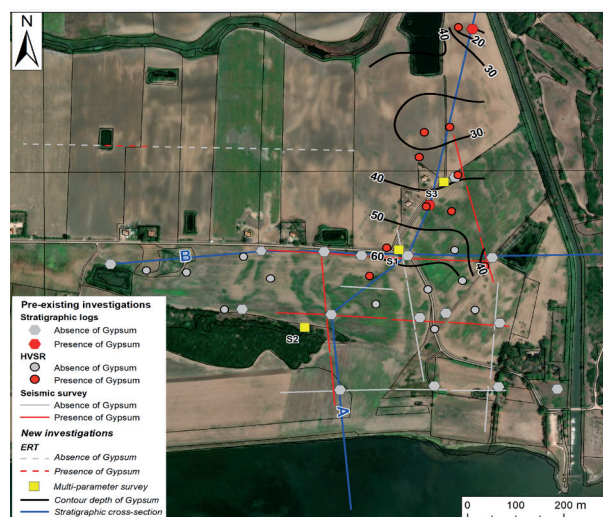 N
40
20
30
30
40
S3
50
60
S1
40
B
S2
A
Pre-existing investigations
Stratigraphic logs
Absence of Gypsum
Presence of Gypsum
HVSR
Absence of Gypsum
Presence of Gypsum
Seismic survey
Absence of Gypsum
Presence of Gypsum
New investigations
ERT
Absence of Gypsum
Presence of Gypsum
Multi-parameter survey
Contour depth of Gypsum
Stratigraphic cross-section
0 100 200 m